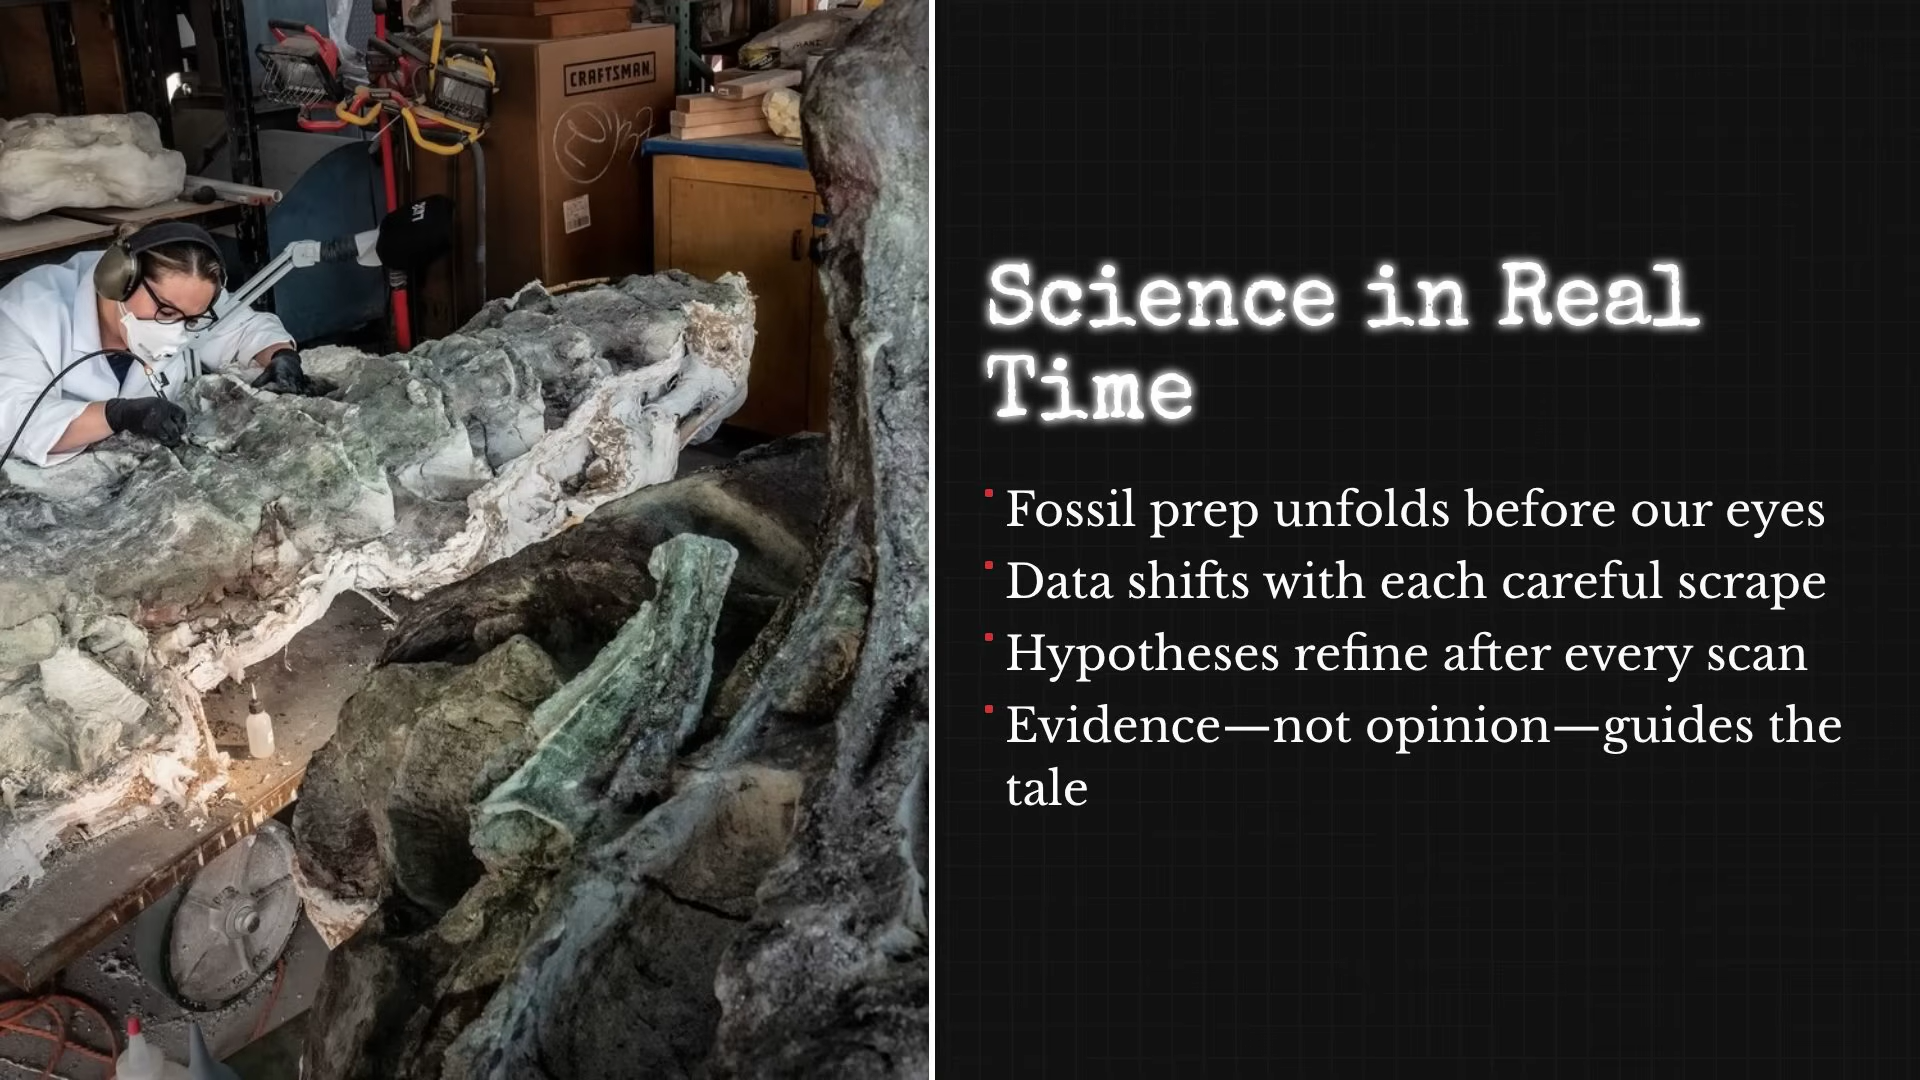 CRAFTSMAN
Science in Real
Time
Fossil prep unfolds before our eyes
Data shifts with each careful scrape
Hypotheses refine after every scan
Evidence—not opinion—guides the
tale